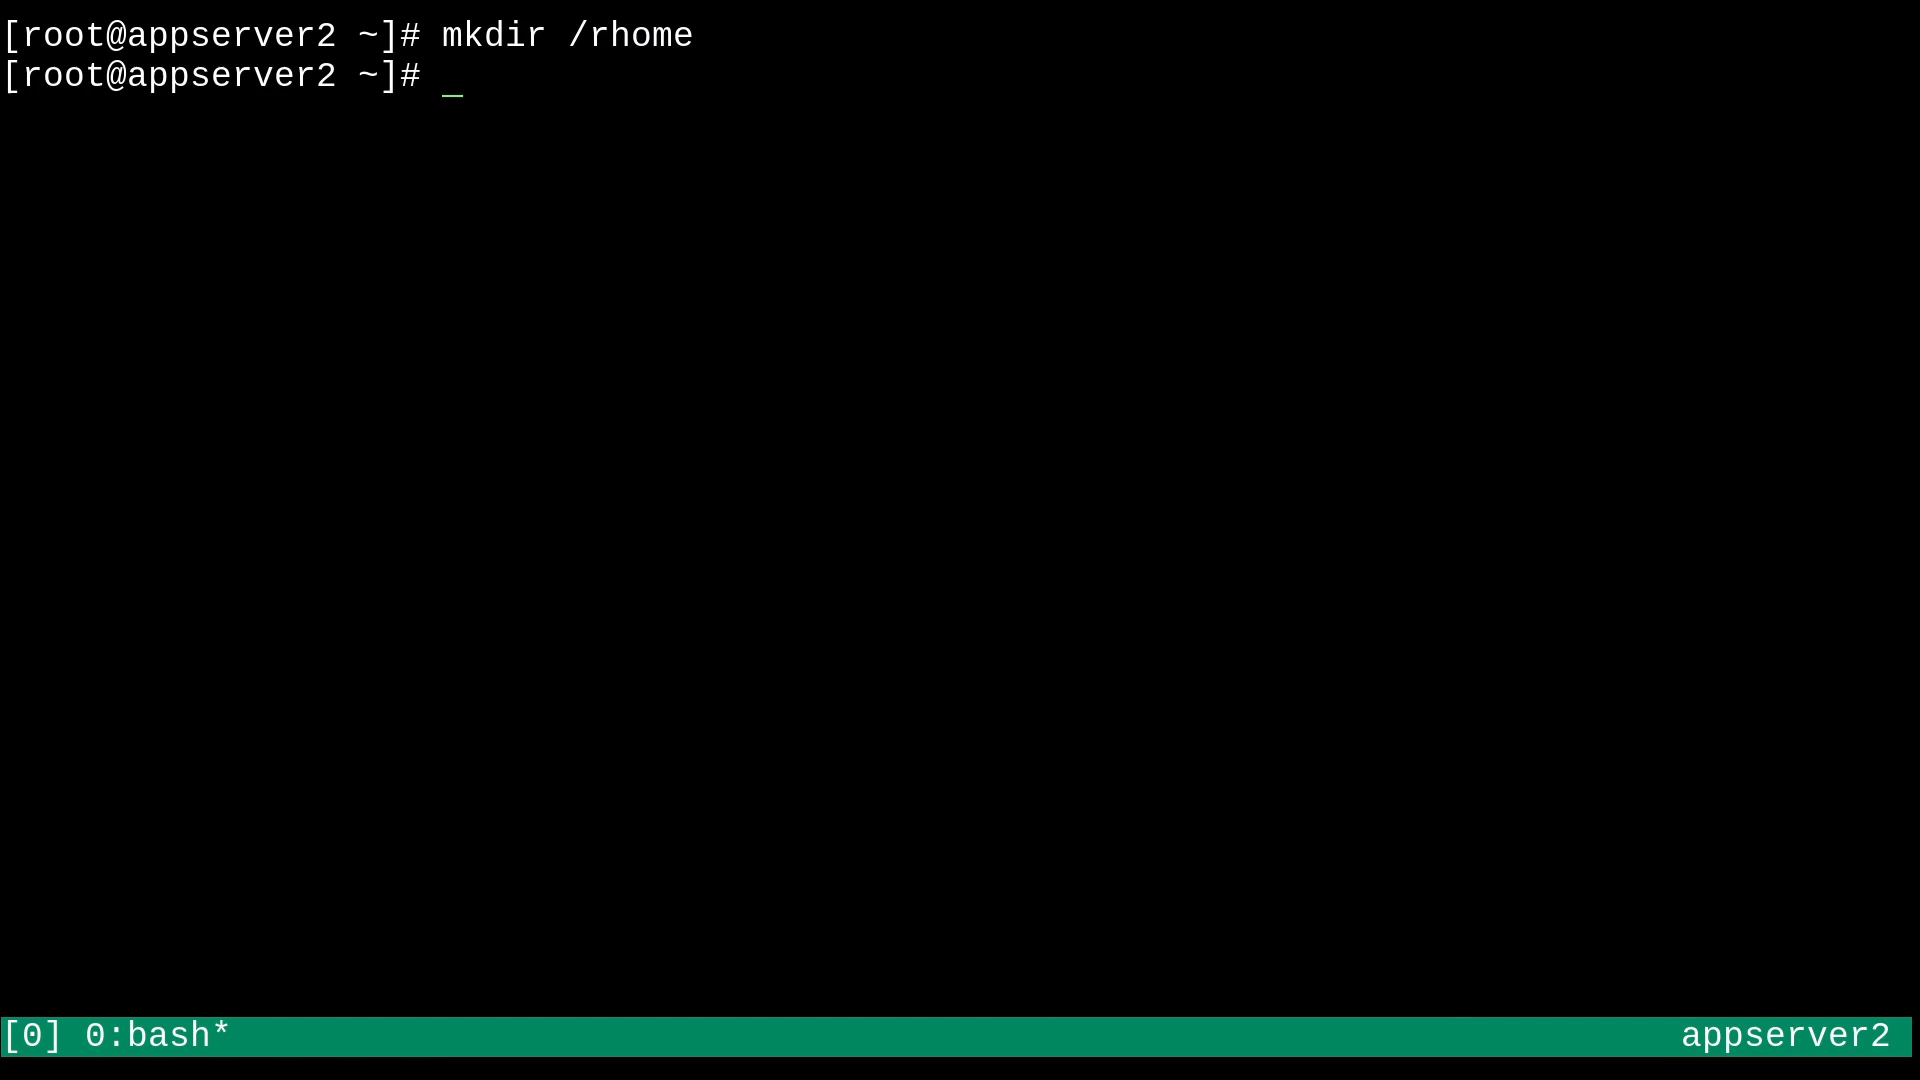 [root@appserver2 ~]# mkdir /rhome
[root@appserver2 ~]# _
[0] 0:bash* appserver2